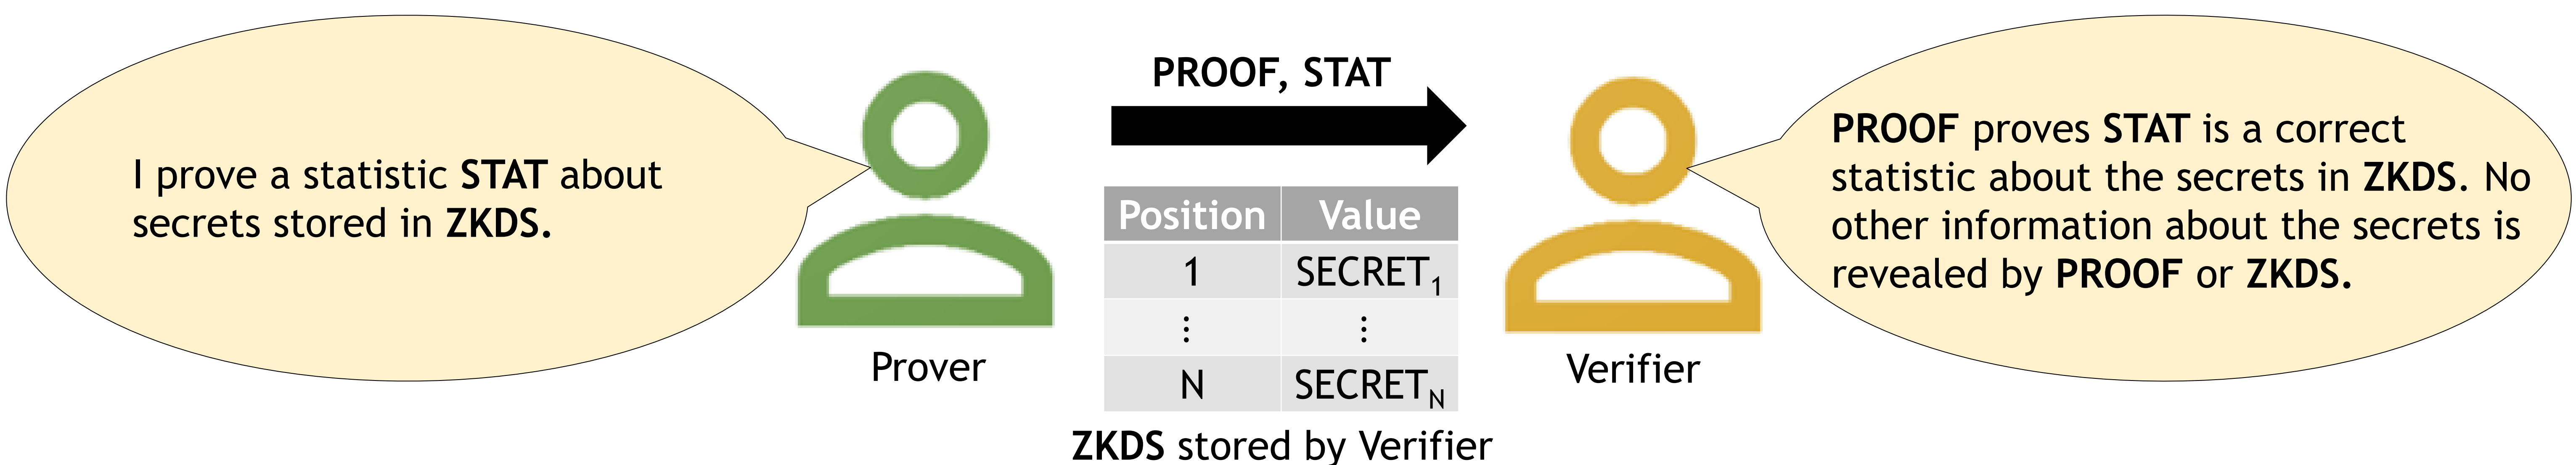 I prove a statistic STAT about
secrets stored in ZKDS.
Prover
PROOF, STAT
Position Value
1 SECRET₁
⋮ ⋮
N SECRET_N
ZKDS stored by Verifier
Verifier
PROOF proves STAT is a correct
statistic about the secrets in ZKDS. No
other information about the secrets is
revealed by PROOF or ZKDS.